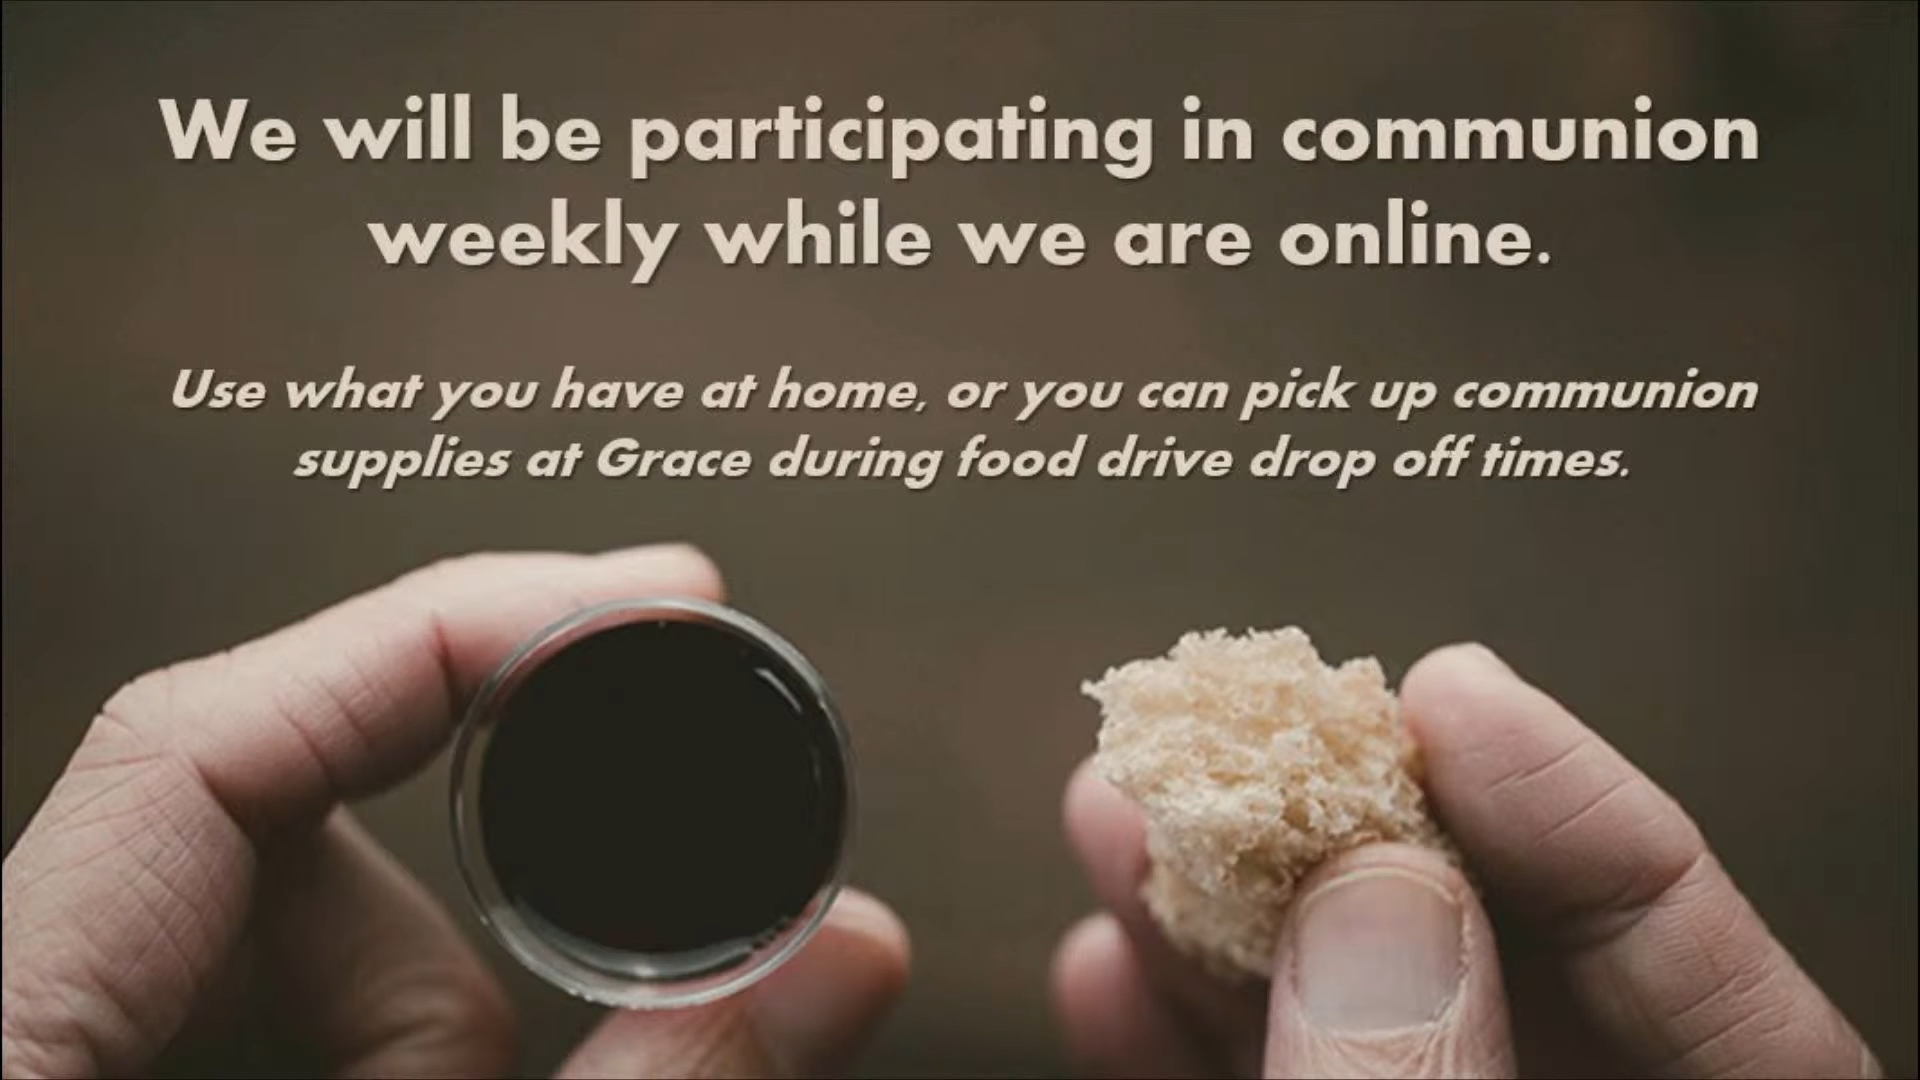 We will be participating in communion
weekly while we are online.
Use what you have at home, or you can pick up communion
supplies at Grace during food drive drop off times.